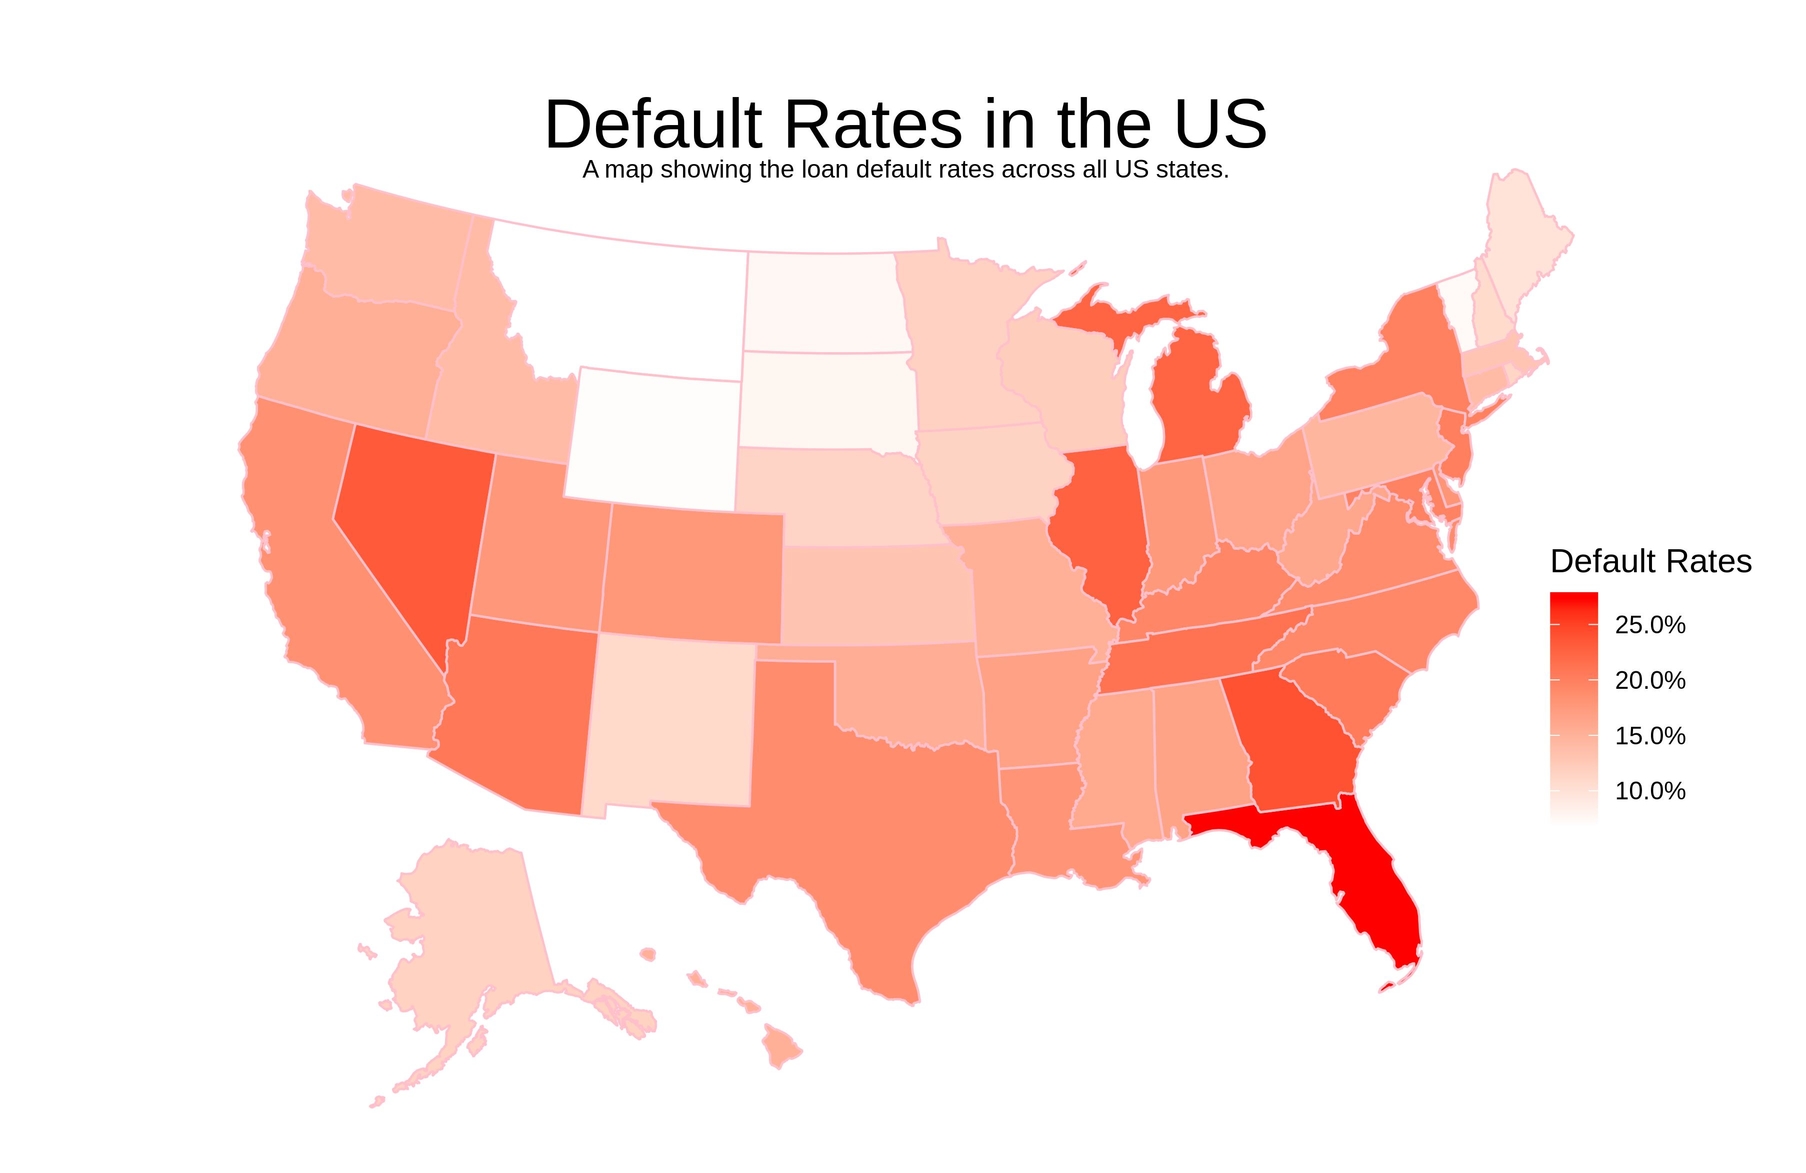 Default Rates in the US
A map showing the loan default rates across all US states.
Default Rates
25.0%
20.0%
15.0%
10.0%